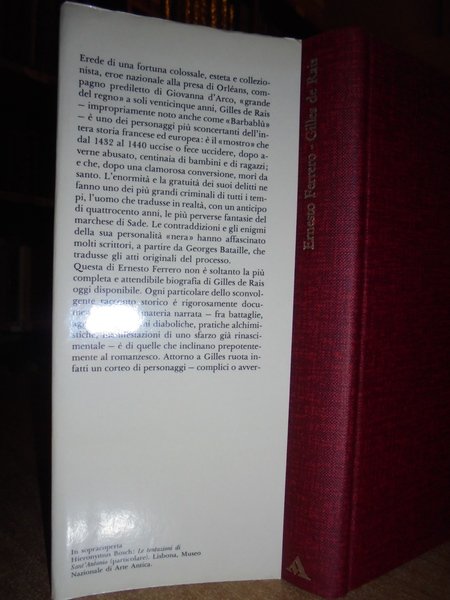 Erede di una fortuna colossale, esteta e collezio-
nista, eroe nazionale alla presa di Orléans, com-
pagno prediletto di Giovanna d'Arco, «grande
del regno» a soli venticinque anni, Gilles de Rais
— impropriamente noto anche come «Barbablù»
— è uno dei personaggi più sconcertanti dell'in-
tera storia francese ed europea: è il «mostro» che
dal 1432 al 1440 uccise o fece uccidere, dopo a-
verne abusato, centinaia di bambini e di ragazzi;
e che, dopo una clamorosa conversione, morì da
santo. L'enormità e la gratuità dei suoi delitti ne
fanno uno dei più grandi criminali di tutti i tem-
pi, l'uomo che tradusse in realtà, con un anticipo
di quattrocento anni, le più perverse fantasie del
marchese di Sade. Le contraddizioni e gli enigmi
della sua personalità «nera» hanno affascinato
molti scrittori, a partire da Georges Bataille, che
tradusse gli atti originali del processo.
Questa di Ernesto Ferrero non è soltanto la più
completa e attendibile biografia di Gilles de Rais
oggi disponibile. Ogni particolare dello sconvol-
gente racconto storico è rigorosamente docu-
me materia narrata — fra battaglie,
ag ni diaboliche, pratiche alchimi-
stiche, manifestazioni di uno sfarzo già rinasci-
mentale — è di quelle che inclinano prepotente-
mente al romanzesco. Attorno a Gilles ruota in-
fatti un corteo di personaggi — complici o avver-
In sopracoperta
Hieronymus Bosch: Le tentazioni di
Sant'Antonio (particolare). Lisbona, Museo
Nazionale di Arte Antica.
Ernesto Ferrero - Gilles de Rais